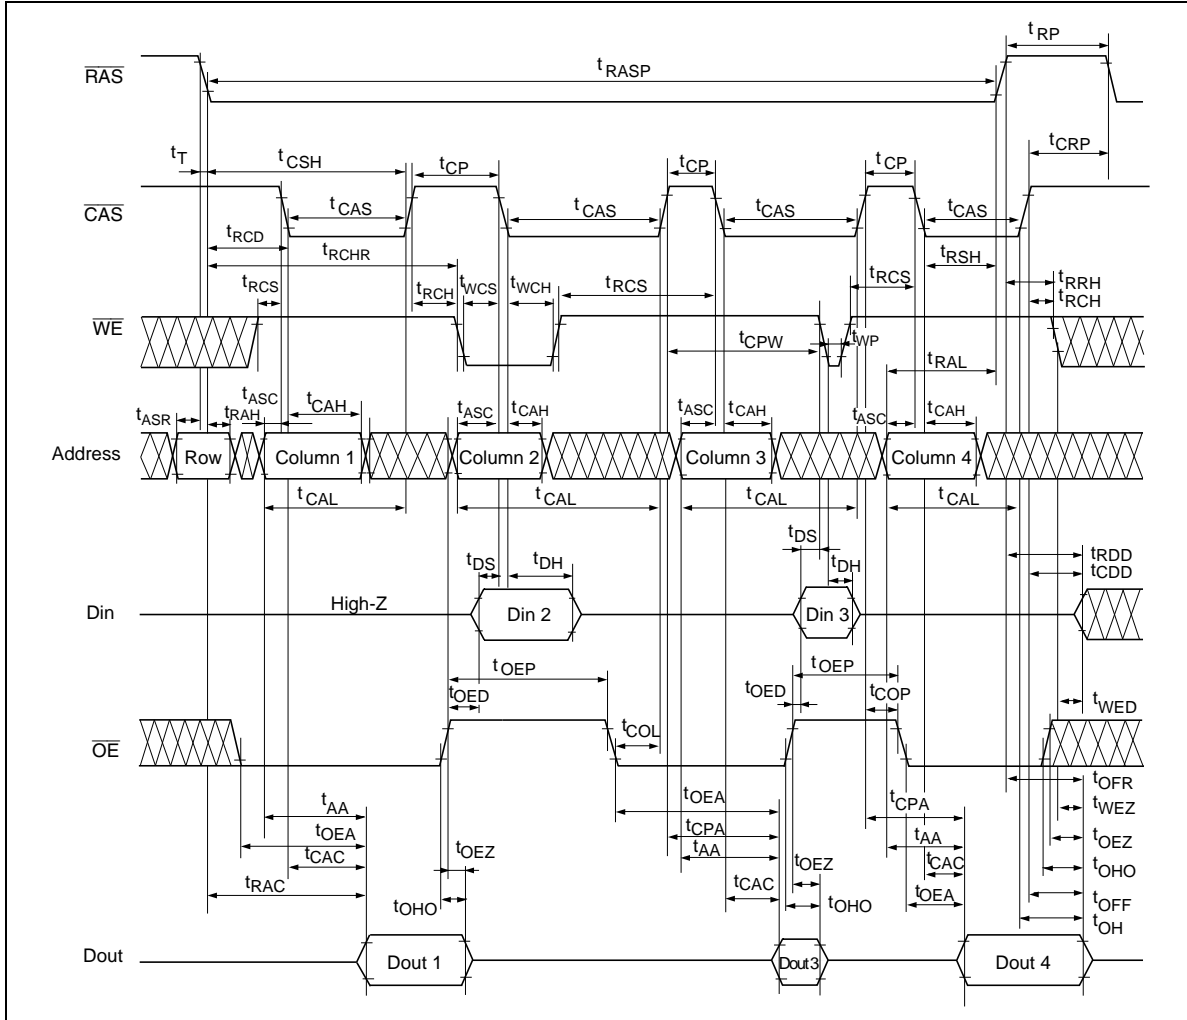 tRP
RAS
tRASP
tT
tCSH
tCP
tCP
tCP
tCRP
CAS
tCAS
tCAS
tCAS
tCAS
tRCD
tRCHR
tRSH
tRCS
tRCH
tWCS
tWCH
tRCS
tRCS
tRRH
tRCH
WE
tCPW
tWP
tRAL
tASR
tRAH
tASC
tCAH
tASC
tCAH
tASC
tCAH
tASC
tCAH
Address
Row
Column 1
Column 2
Column 3
Column 4
tCAL
tCAL
tCAL
tCAL
tDS
tDH
tDS
tDH
tRDD
tCDD
Din
High-Z
Din 2
Din 3
tOEP
tOEP
tOED
tOED
tCOP
tWED
OE
tCOL
tOFR
tAA
tOEA
tCPA
tWEZ
tOEA
tCPA
tOEZ
tCAC
tOEZ
tAA
tOEZ
tAA
tCAC
tOHO
tRAC
tOHO
tCAC
tOHO
tOEA
tOFF
tOH
Dout
Dout 1
Dout 3
Dout 4